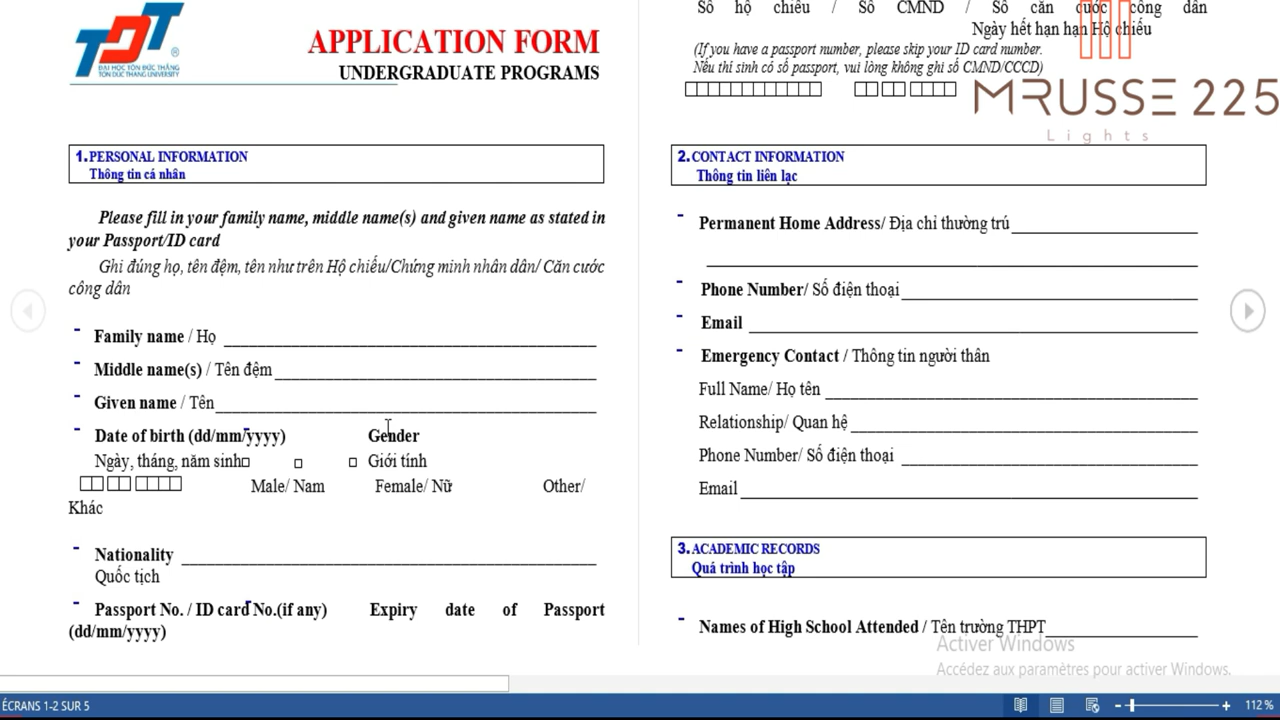 ĐẠI HỌC TÔN ĐỨC THẮNG
TON DUC THANG UNIVERSITY
®
APPLICATION FORM
UNDERGRADUATE PROGRAMS
1. PERSONAL INFORMATION
Thông tin cá nhân
Please fill in your family name, middle name(s) and given name as stated in
your Passport/ID card
Ghi đúng họ, tên đệm, tên như trên Hộ chiếu/Chứng minh nhân dân/ Căn cước
công dân
- Family name / Họ
- Middle name(s) / Tên đệm
- Given name / Tên
- Date of birth (dd/mm/yyyy) Gender
Ngày, tháng, năm sinh Giới tính
Male/ Nam Female/ Nữ Other/
Khác
- Nationality
Quốc tịch
- Passport No. / ID card No.(if any) Expiry date of Passport
(dd/mm/yyyy)
Số hộ chiếu / Số CMND / Số căn cước công dân
Ngày hết hạn hạn Hộ chiếu
(If you have a passport number, please skip your ID card number.
Nếu thí sinh có số passport, vui lòng không ghi số CMND/CCCD)
MRUSSE 225
Lights
2. CONTACT INFORMATION
Thông tin liên lạc
- Permanent Home Address/ Địa chỉ thường trú
- Phone Number/ Số điện thoại
- Email
- Emergency Contact / Thông tin người thân
Full Name/ Họ tên
Relationship/ Quan hệ
Phone Number/ Số điện thoại
Email
3. ACADEMIC RECORDS
Quá trình học tập
- Names of High School Attended / Tên trường THPT
Activer Windows
Accédez aux paramètres pour activer Windows.
ÉCRANS 1-2 SUR 5
112 %